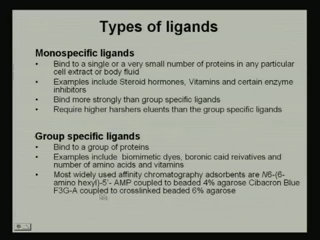 Types of ligands
Monospecific ligands
• Bind to a single or a very small number of proteins in any particular
cell extract or body fluid
• Examples include Steroid hormones, Vitamins and certain enzyme
inhibitors
• Bind more strongly than group specific ligands
• Require higher harshers eluents than the group specific ligands
Group specific ligands
• Bind to a group of proteins
• Examples include biomimetic dyes, boronic caid reivatives and
number of amino acids and vitamins
• Most widely used affinity chromatography adsorbents are N6-(6-
amino hexyl)-5'- AMP coupled to beaded 4% agarose Cibacron Blue
F3G-A coupled to crosslinked beaded 6% agarose